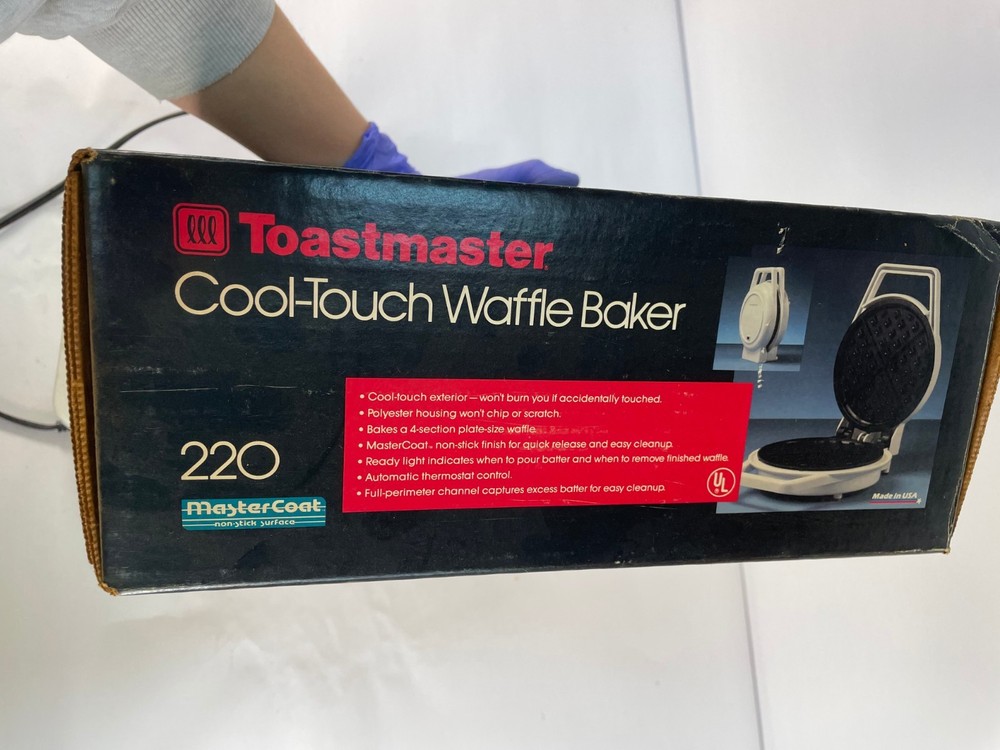 Toastmaster
Cool-Touch Waffle Baker
• Cool-touch exterior — won't burn you if accidentally touched.
• Polyester housing won't chip or scratch.
• Bakes a 4-section plate-size waffle.
• MasterCoat™ non-stick finish for quick release and easy cleanup.
• Ready light indicates when to pour batter and when to remove finished waffle.
• Automatic thermostat control.
• Full-perimeter channel captures excess batter for easy cleanup.
UL
220
MasterCoat
non-stick surface
Made in USA